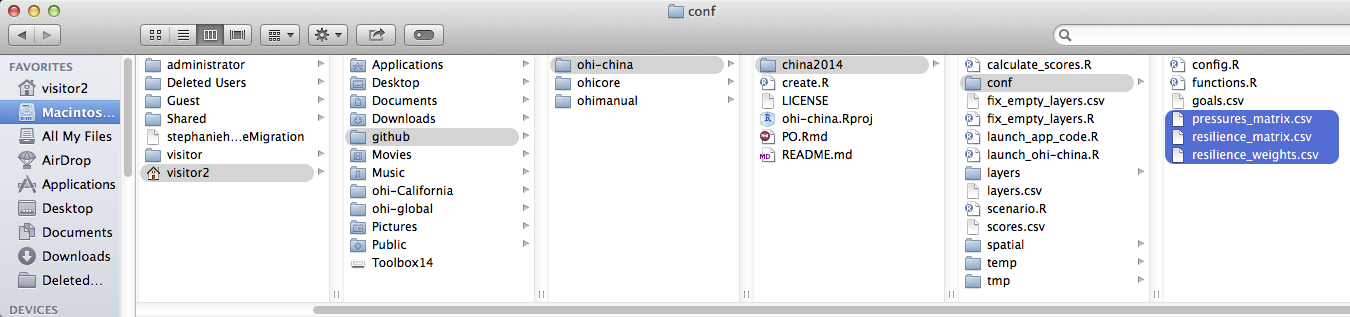 conf
FAVORITES
visitor2
Macintos...
All My Files
AirDrop
Applications
Desktop
Documents
Downloads
Deleted...
DEVICES
administrator
Deleted Users
Guest
Shared
stephanieh...eMigration
visitor
visitor2
Applications
Desktop
Documents
Downloads
github
Movies
Music
ohi-California
ohi-global
Pictures
Public
Toolbox14
ohi-china
ohicore
ohimanual
china2014
create.R
LICENSE
ohi-china.Rproj
PO.Rmd
README.md
calculate_scores.R
conf
fix_empty_layers.csv
fix_empty_layers.R
launch_app_code.R
launch_ohi-china.R
layers
layers.csv
scenario.R
scores.csv
spatial
temp
tmp
config.R
functions.R
goals.csv
pressures_matrix.csv
resilience_matrix.csv
resilience_weights.csv